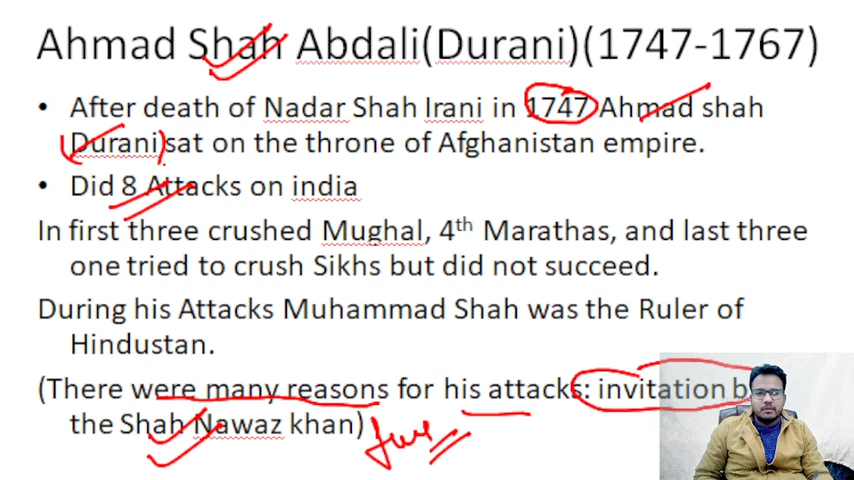 Ahmad Shah Abdali(Durani)(1747-1767)
• After death of Nadar Shah Irani in 1747 Ahmad shah
Durani sat on the throne of Afghanistan empire.
• Did 8 Attacks on india
In first three crushed Mughal, 4th Marathas, and last three
one tried to crush Sikhs but did not succeed.
During his Attacks Muhammad Shah was the Ruler of
Hindustan.
(There were many reasons for his attacks: invitation b
the Shah Nawaz khan)